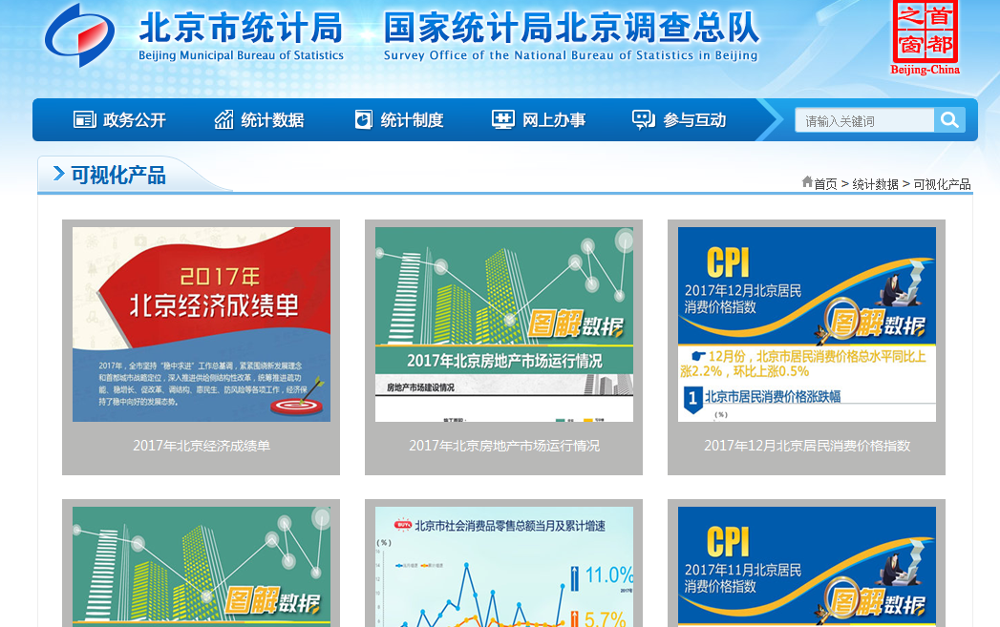 北京市统计局
国家统计局北京调查总队
Beijing Municipal Bureau of Statistics
Survey Office of the National Bureau of Statistics in Beijing
首都之窗
Beijing-China
政务公开
统计数据
统计制度
网上办事
参与互动
请输入关键词
可视化产品
首页 > 统计数据 > 可视化产品
2017年
北京经济成绩单
2017年，全市坚持“稳中求进”工作总基调，紧紧围绕新发展理念
和首都城市战略定位，深入推进供给侧结构性改革，统筹推进疏功
能、稳增长、促改革、调结构、惠民生、防风险等各项工作，经济保
持了稳中向好的发展态势。
2017年北京经济成绩单
图解数据
2017年北京房地产市场运行情况
房地产市场建设情况
2017年北京房地产市场运行情况
CPI
2017年12月北京居民
消费价格指数
图解数据
12月份，北京市居民消费价格总水平同比上
涨2.2%，环比上涨0.5%
1 北京市居民消费价格涨跌幅
(%)
2017年12月北京居民消费价格指数
图解数据
BUY
北京市社会消费品零售总额当月及累计增速
(%)
11.0%
5.7%
CPI
2017年11月北京居民
消费价格指数
图解数据